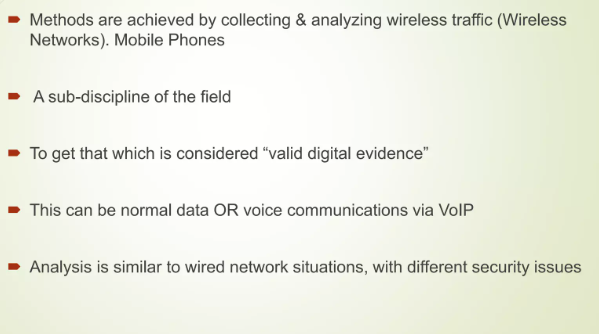 Methods are achieved by collecting & analyzing wireless traffic (Wireless
Networks). Mobile Phones
A sub-discipline of the field
To get that which is considered “valid digital evidence”
This can be normal data OR voice communications via VoIP
Analysis is similar to wired network situations, with different security issues